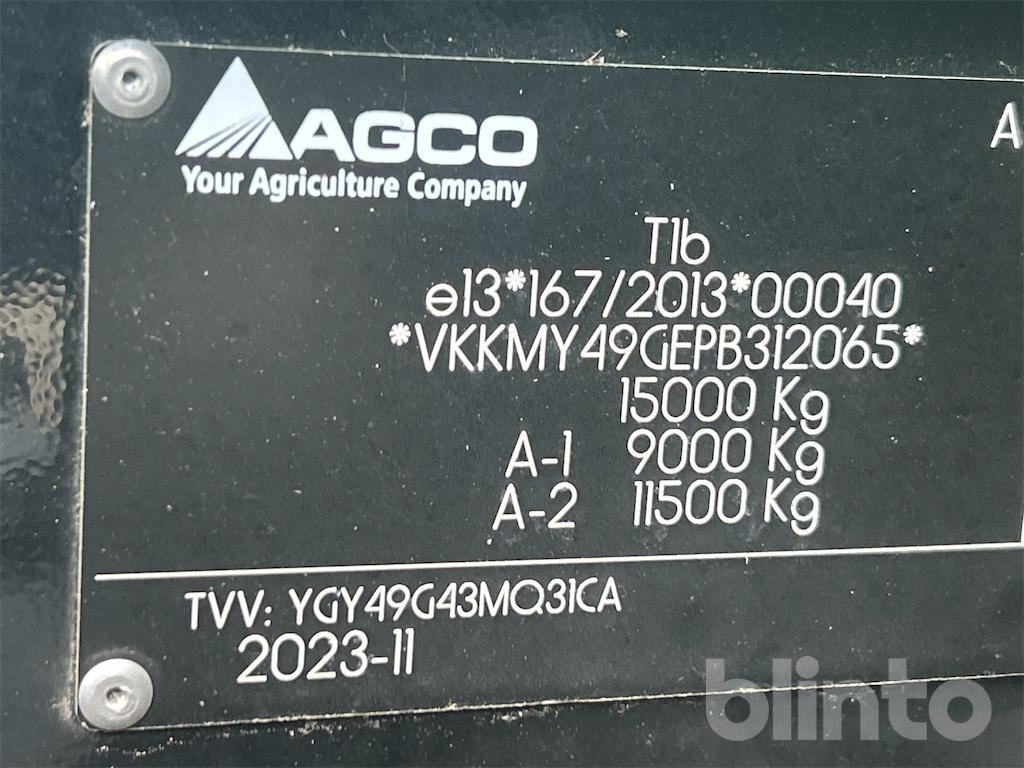 AGCO
Your Agriculture Company
A
T1b
e13*167/2013*00040
*VKKMY49GEPB312065*
15000 Kg
A-1 9000 Kg
A-2 11500 Kg
TVV: YGY49G43MQ31CA
2023-11
blinto